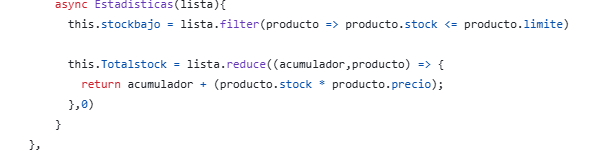 async Estadisticas(lista){
this.stockbajo = lista.filter(producto => producto.stock <= producto.limite)
this.Totalstock = lista.reduce((acumulador,producto) => {
return acumulador + (producto.stock * producto.precio);
},0)
}
},